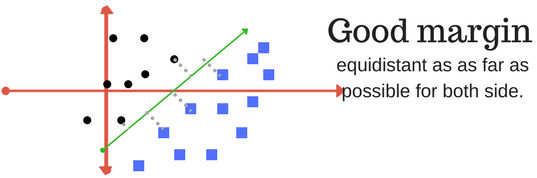 Good margin
equidistant as as far as
possible for both side.